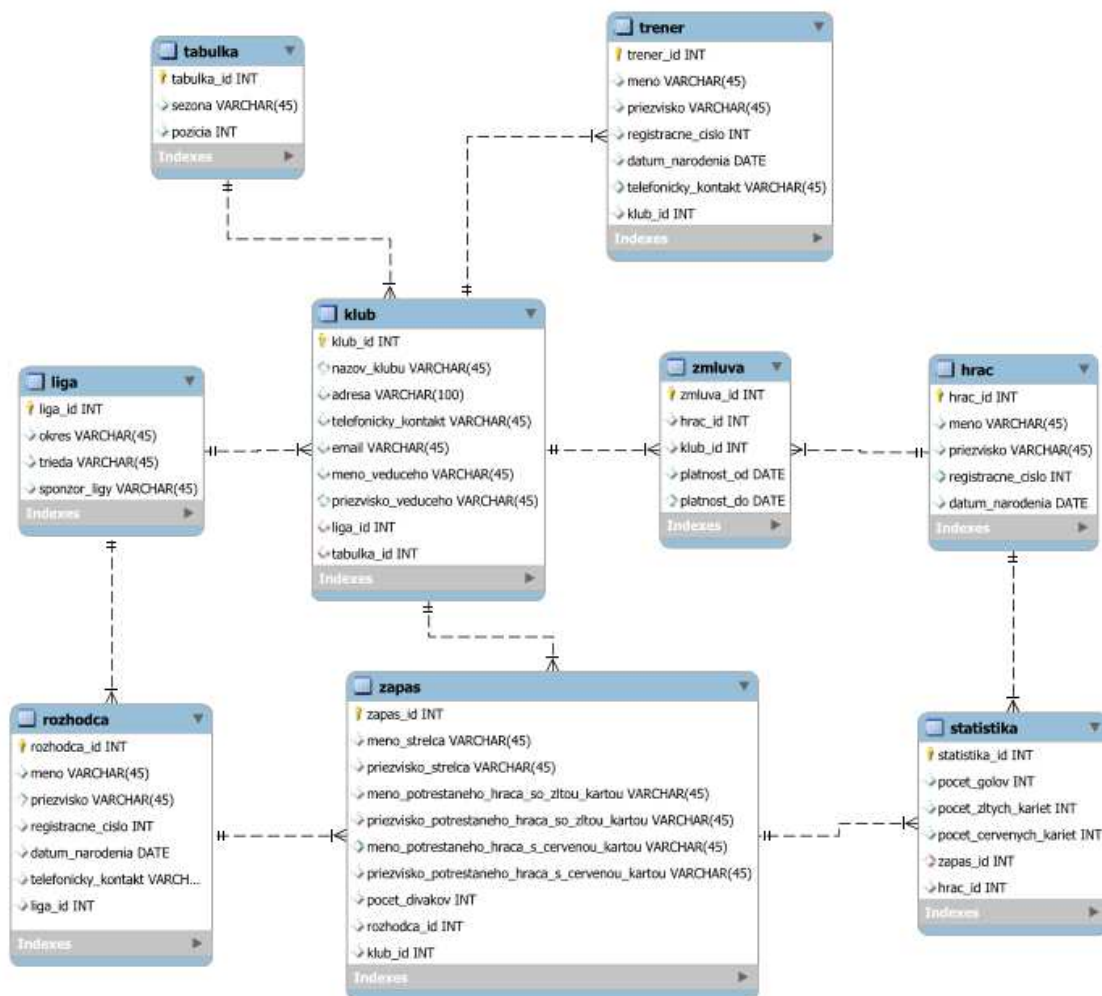 tabulka
tabulka_id INT
sezona VARCHAR(45)
pozicia INT
Indexes
trener
trener_id INT
meno VARCHAR(45)
priezvisko VARCHAR(45)
registracne_cislo INT
datum_narodenia DATE
telefonicky_kontakt VARCHAR(45)
klub_id INT
Indexes
klub
klub_id INT
nazov_klubu VARCHAR(45)
adresa VARCHAR(100)
telefonicky_kontakt VARCHAR(45)
email VARCHAR(45)
meno_veduceho VARCHAR(45)
priezvisko_veduceho VARCHAR(45)
liga_id INT
tabulka_id INT
Indexes
liga
liga_id INT
okres VARCHAR(45)
trieda VARCHAR(45)
sponzor_ligy VARCHAR(45)
Indexes
zmluva
zmluva_id INT
hrac_id INT
klub_id INT
platnost_od DATE
platnost_do DATE
Indexes
hrac
hrac_id INT
meno VARCHAR(45)
priezvisko VARCHAR(45)
registracne_cislo INT
datum_narodenia DATE
Indexes
rozhodca
rozhodca_id INT
meno VARCHAR(45)
priezvisko VARCHAR(45)
registracne_cislo INT
datum_narodenia DATE
telefonicky_kontakt VARCH...
liga_id INT
Indexes
zapas
zapas_id INT
meno_strelca VARCHAR(45)
priezvisko_strelca VARCHAR(45)
meno_potrestaneho_hraca_so_zltou_kartou VARCHAR(45)
priezvisko_potrestaneho_hraca_so_zltou_kartou VARCHAR(45)
meno_potrestaneho_hraca_s_cervenou_kartou VARCHAR(45)
priezvisko_potrestaneho_hraca_s_cervenou_kartou VARCHAR(45)
pocet_divakov INT
rozhodca_id INT
klub_id INT
Indexes
statistika
statistika_id INT
pocet_golov INT
pocet_zltych_kariet INT
pocet_cervenych_kariet INT
zapas_id INT
hrac_id INT
Indexes